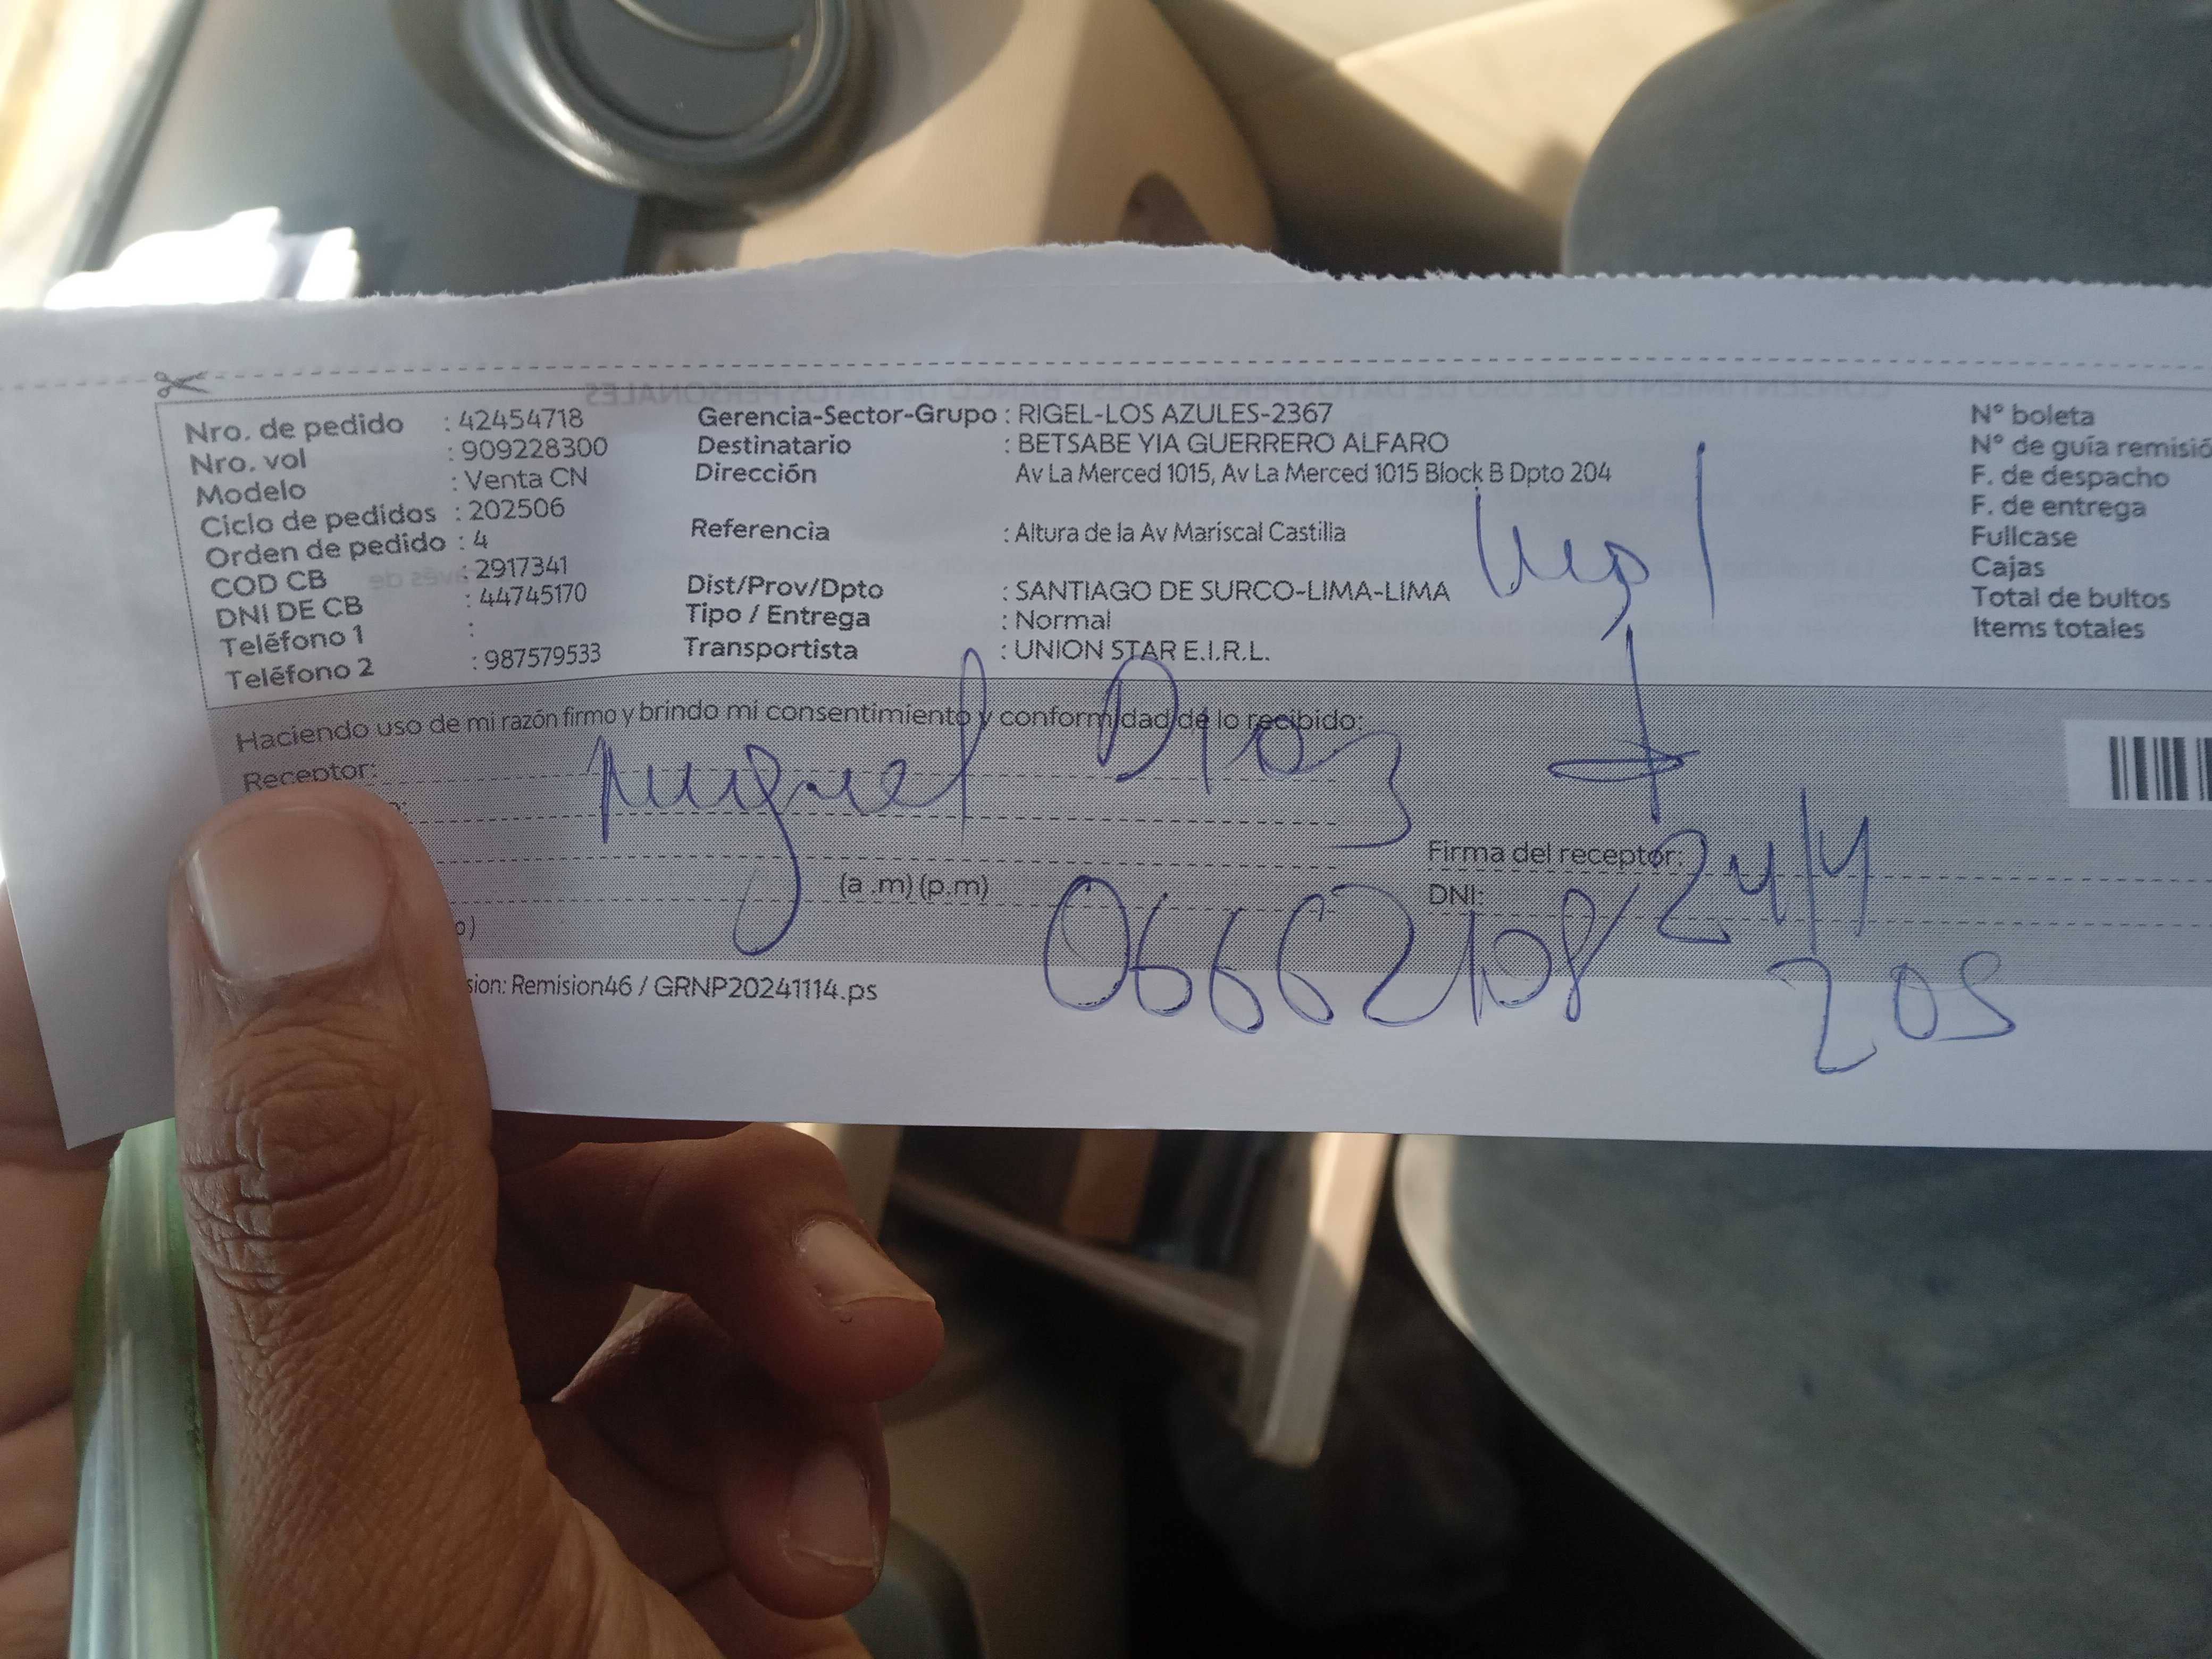 Nro. de pedido : 42454718
Nro. vol : 909228300
Modelo : Venta CN
Ciclo de pedidos : 202506
Orden de pedido : 4
COD CB : 2917341
DNI DE CB : 44745170
Teléfono 1 :
Teléfono 2 : 987579533
Gerencia-Sector-Grupo : RIGEL-LOS AZULES-2367
Destinatario : BETSABE YIA GUERRERO ALFARO
Dirección Av La Merced 1015, Av La Merced 1015 Block B Dpto 204
Referencia : Altura de la Av Mariscal Castilla
Dist/Prov/Dpto : SANTIAGO DE SURCO-LIMA-LIMA
Tipo / Entrega : Normal
Transportista : UNION STAR E.I.R.L.
N° boleta
N° de guía remisió
F. de despacho
F. de entrega
Fullcase
Cajas
Total de bultos
Items totales
Haciendo uso de mi razón firmo y brindo mi consentimiento y conformidad de lo recibido:
Receptor: Miguel Diaz
(a .m) (p.m)
Firma del receptor: 24/4
DNI:
06662108
205
sion: Remision46 / GRNP20241114.ps